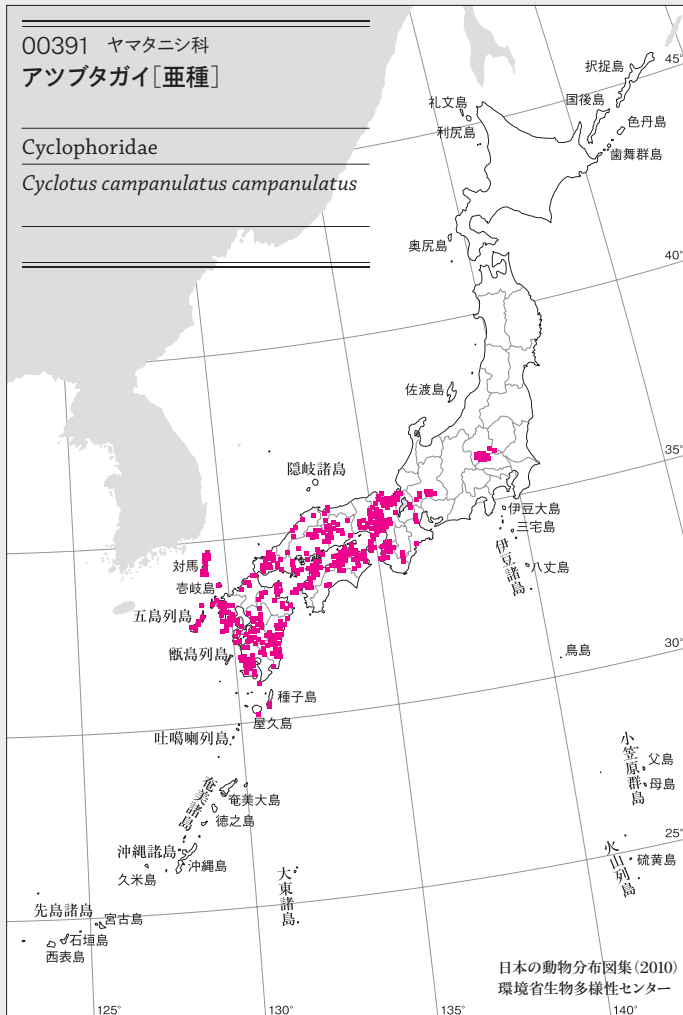 00391 ヤマタニシ科
アツブタガイ[亜種]
Cyclophoridae
Cyclotus campanulatus campanulatus
択捉島
45°
国後島
礼文島
色丹島
利尻島
歯舞群島
奥尻島
40°
佐渡島
35°
隠岐諸島
伊豆大島
三宅島
伊豆諸島
八丈島
対馬
壱岐島
五島列島
甑島列島
鳥島
30°
種子島
屋久島
吐噶喇列島
小笠原群島
父島
母島
奄美諸島
奄美大島
徳之島
25°
沖縄諸島
沖縄島
久米島
火山列島
硫黄島
大東諸島
先島諸島
宮古島
石垣島
西表島
日本の動物分布図集(2010)
環境省生物多様性センター
125°
130°
135°
140°